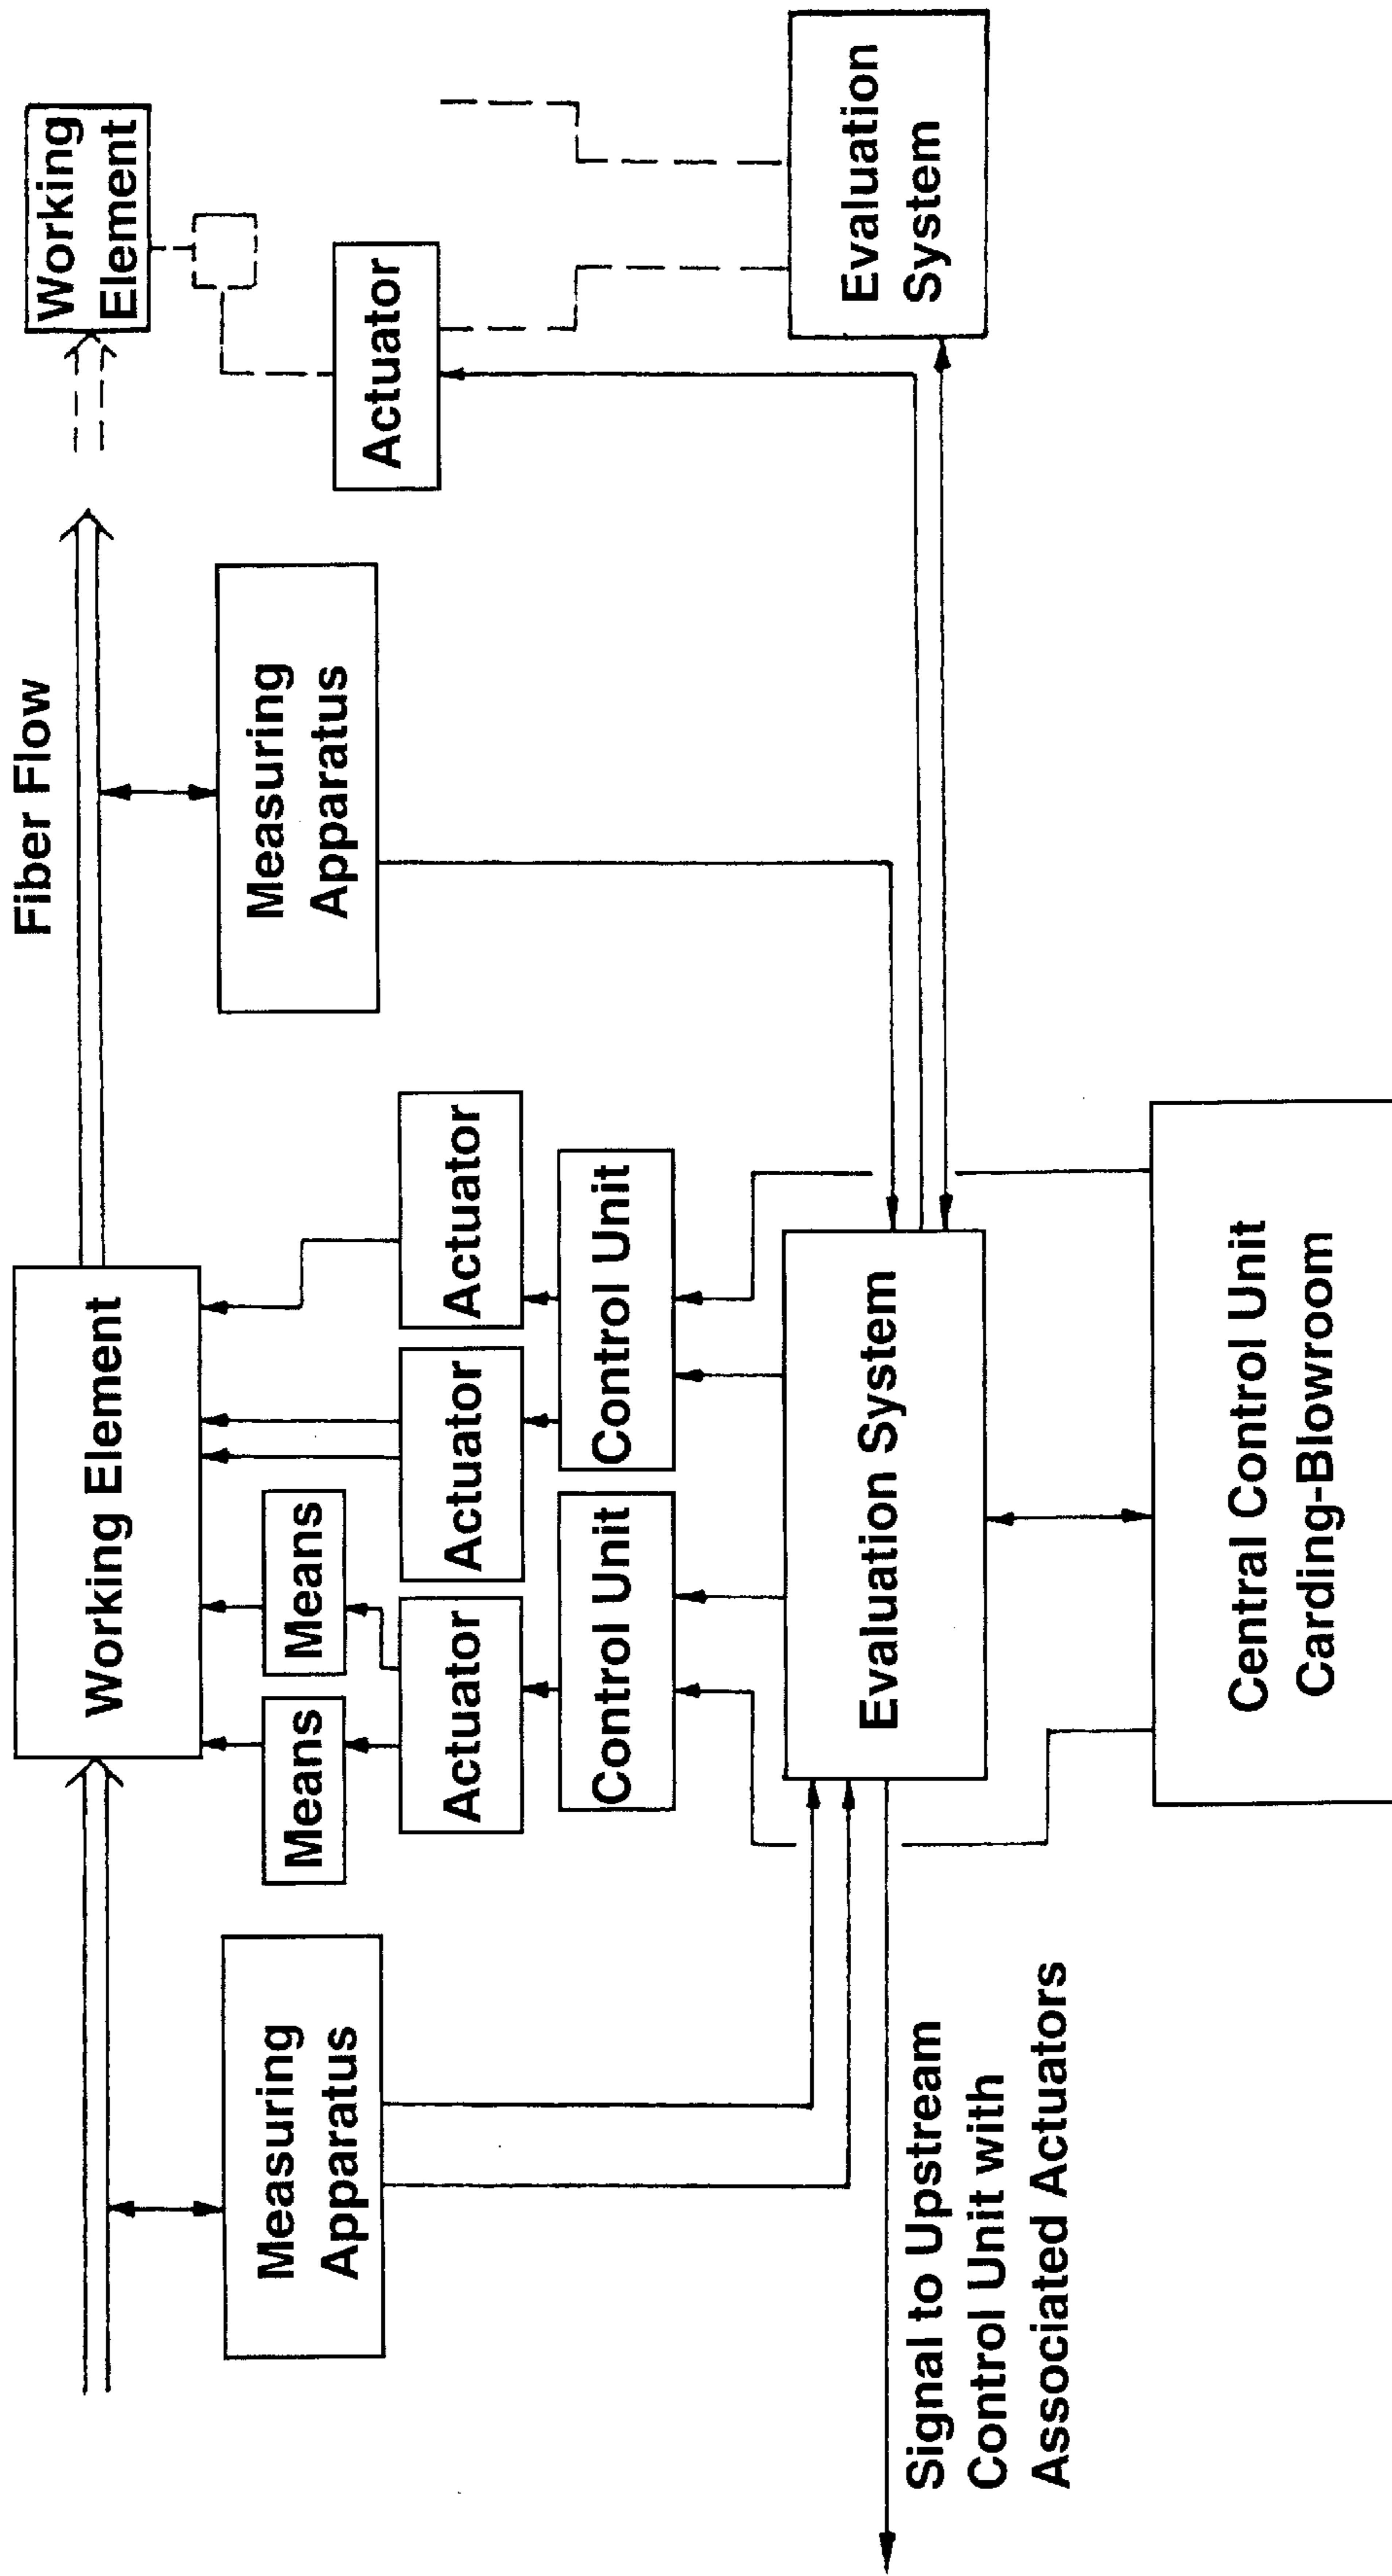 Fiber Flow
Working Element
Working
Element
Means
Means
Measuring
Apparatus
Measuring
Apparatus
Actuator
Actuator
Actuator
Actuator
Control Unit
Control Unit
Evaluation System
Evaluation
System
Signal to Upstream
Control Unit with
Associated Actuators
Central Control Unit
Carding-Blowroom